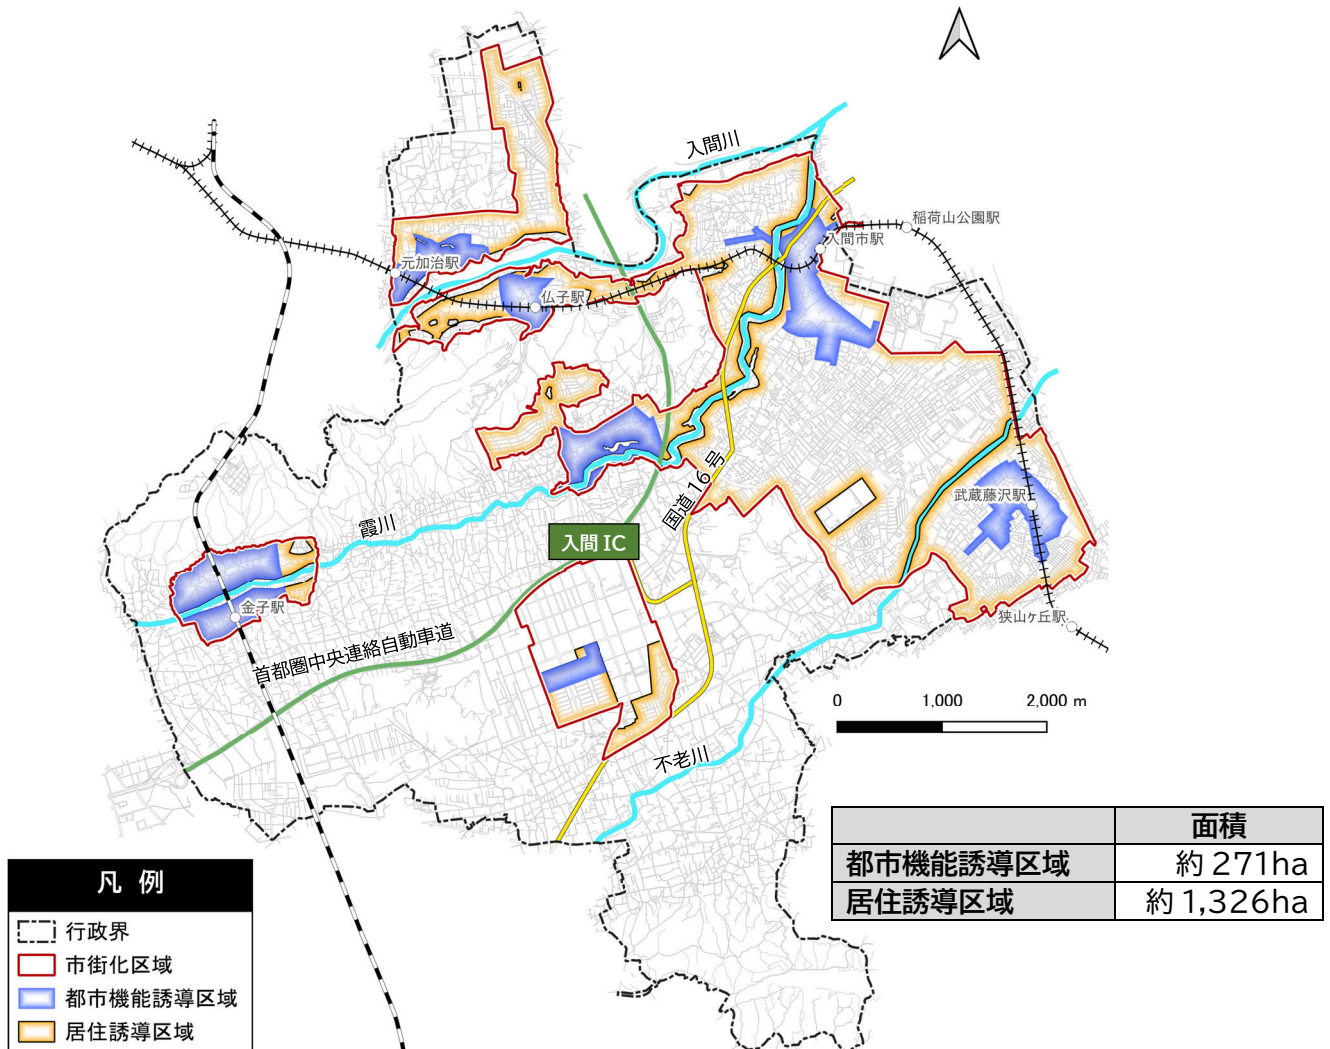 入間川
稲荷山公園駅
入間市駅
元加治駅
仏子駅
国道16号
武蔵藤沢駅
霞川
入間 IC
金子駅
狭山ヶ丘駅
首都圏中央連絡自動車道
0 1,000 2,000 m
不老川
面積
都市機能誘導区域 約 271ha
居住誘導区域 約 1,326ha
凡 例
行政界
市街化区域
都市機能誘導区域
居住誘導区域